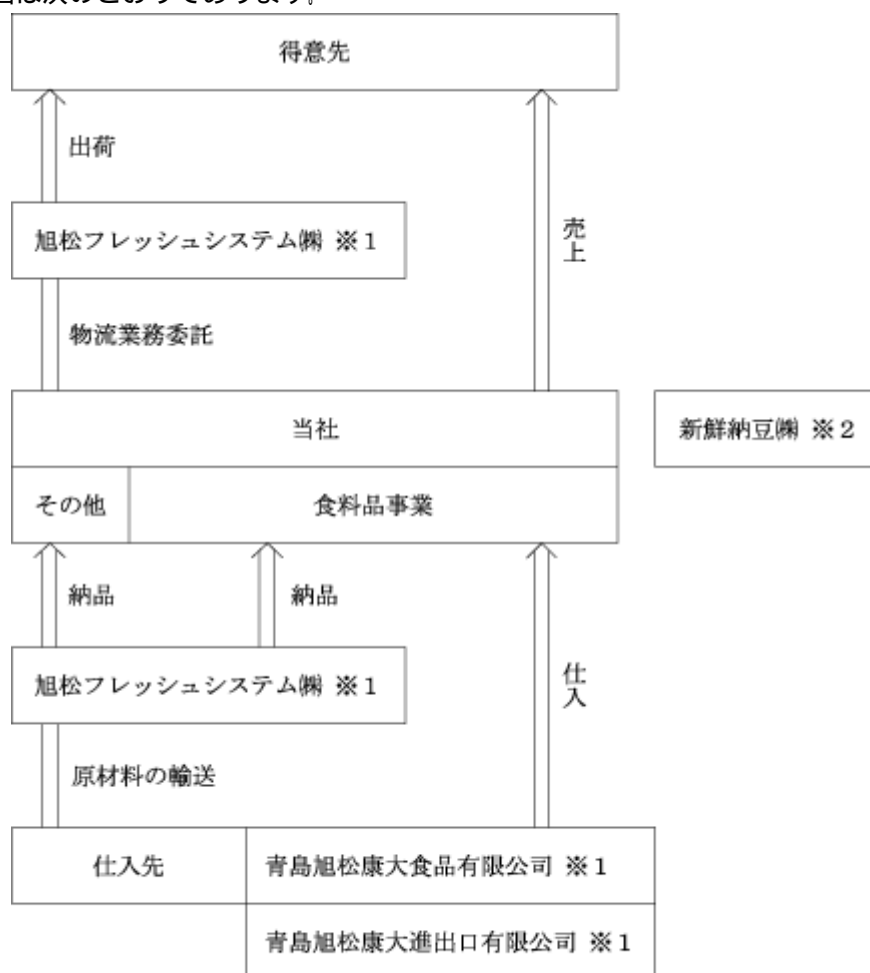 得意先
出荷
旭松フレッシュシステム㈱ ※1
売上
物流業務委託
当社
新鮮納豆㈱ ※2
その他
食料品事業
納品
納品
旭松フレッシュシステム㈱ ※1
仕入
原材料の輸送
仕入先
青島旭松康大食品有限公司 ※1
青島旭松康大進出口有限公司 ※1